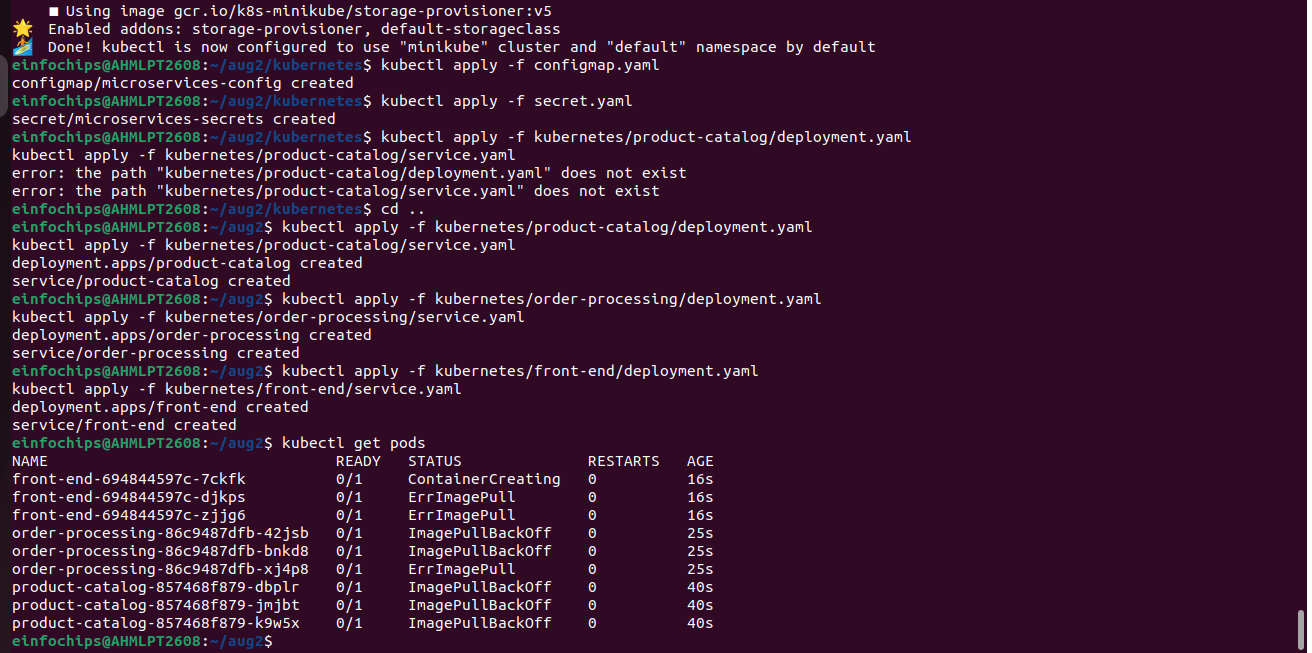 Using image gcr.io/k8s-minikube/storage-provisioner:v5
Enabled addons: storage-provisioner, default-storageclass
Done! kubectl is now configured to use "minikube" cluster and "default" namespace by default
einfochips@AHMLPT2608:~/aug2/kubernetes$ kubectl apply -f configmap.yaml
configmap/microservices-config created
einfochips@AHMLPT2608:~/aug2/kubernetes$ kubectl apply -f secret.yaml
secret/microservices-secrets created
einfochips@AHMLPT2608:~/aug2/kubernetes$ kubectl apply -f kubernetes/product-catalog/deployment.yaml
kubectl apply -f kubernetes/product-catalog/service.yaml
error: the path "kubernetes/product-catalog/deployment.yaml" does not exist
error: the path "kubernetes/product-catalog/service.yaml" does not exist
einfochips@AHMLPT2608:~/aug2/kubernetes$ cd ..
einfochips@AHMLPT2608:~/aug2$ kubectl apply -f kubernetes/product-catalog/deployment.yaml
kubectl apply -f kubernetes/product-catalog/service.yaml
deployment.apps/product-catalog created
service/product-catalog created
einfochips@AHMLPT2608:~/aug2$ kubectl apply -f kubernetes/order-processing/deployment.yaml
kubectl apply -f kubernetes/order-processing/service.yaml
deployment.apps/order-processing created
service/order-processing created
einfochips@AHMLPT2608:~/aug2$ kubectl apply -f kubernetes/front-end/deployment.yaml
kubectl apply -f kubernetes/front-end/service.yaml
deployment.apps/front-end created
service/front-end created
einfochips@AHMLPT2608:~/aug2$ kubectl get pods
NAME READY STATUS RESTARTS AGE
front-end-694844597c-7ckfk 0/1 ContainerCreating 0 16s
front-end-694844597c-djkps 0/1 ErrImagePull 0 16s
front-end-694844597c-zjjg6 0/1 ErrImagePull 0 16s
order-processing-86c9487dfb-42jsb 0/1 ImagePullBackOff 0 25s
order-processing-86c9487dfb-bnkd8 0/1 ImagePullBackOff 0 25s
order-processing-86c9487dfb-xj4p8 0/1 ErrImagePull 0 25s
product-catalog-857468f879-dbplr 0/1 ImagePullBackOff 0 40s
product-catalog-857468f879-jmjbt 0/1 ImagePullBackOff 0 40s
product-catalog-857468f879-k9w5x 0/1 ImagePullBackOff 0 40s
einfochips@AHMLPT2608:~/aug2$